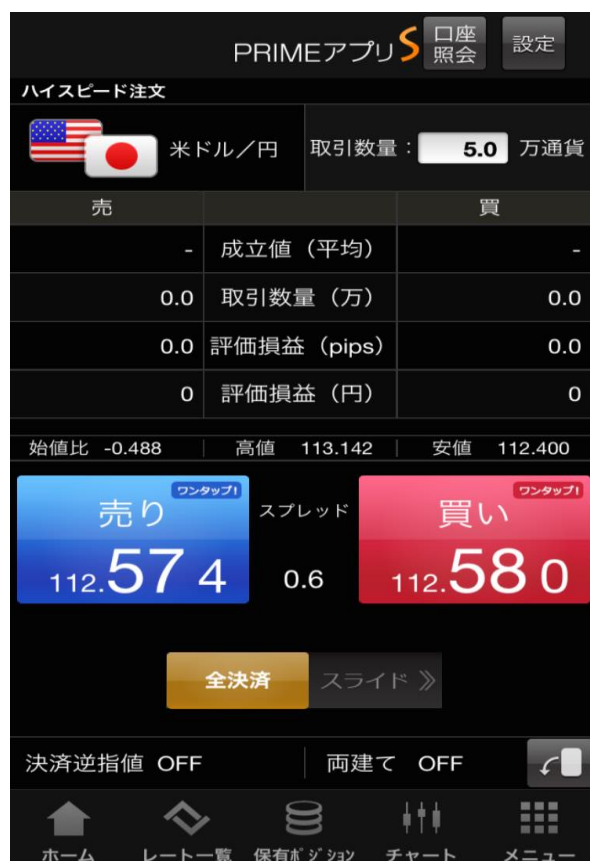 PRIMEアプリS 口座照会 設定
ハイスピード注文
米ドル／円 取引数量： 5.0 万通貨
売 買
- 成立値（平均） -
0.0 取引数量（万） 0.0
0.0 評価損益（pips） 0.0
0 評価損益（円） 0
始値比 -0.488 高値 113.142 安値 112.400
売り ワンタップ! スプレッド 買い ワンタップ!
112.574 0.6 112.580
全決済 スライド 》
決済逆指値 OFF 両建て OFF
ホーム レート一覧 保有ﾎﾟｼﾞｼｮﾝ チャート メニュー